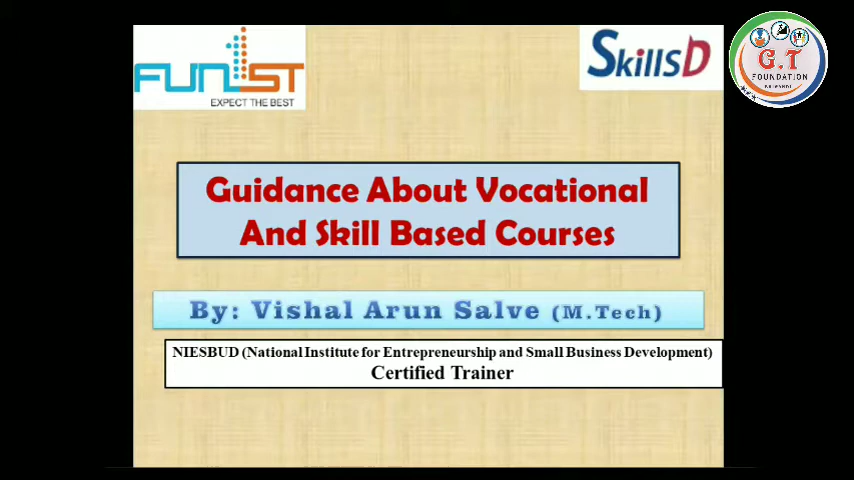 FUNIST
EXPECT THE BEST
SkillsD
G.T
FOUNDATION
Guidance About Vocational
And Skill Based Courses
By: Vishal Arun Salve (M.Tech)
NIESBUD (National Institute for Entrepreneurship and Small Business Development)
Certified Trainer